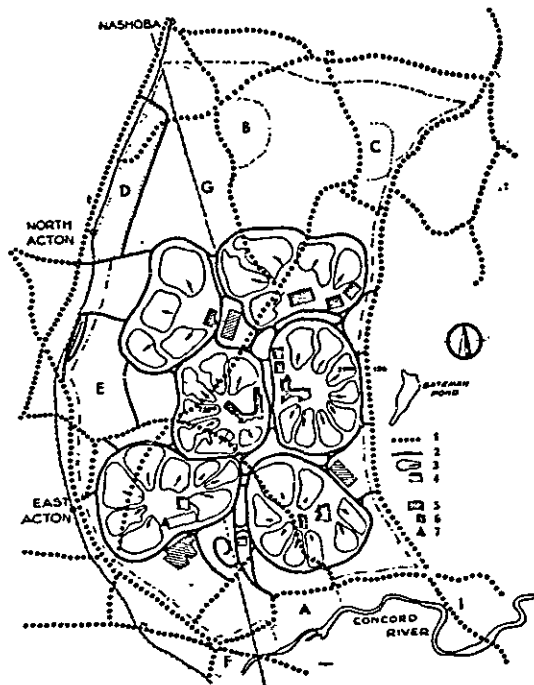 NASHOBA
B
C
D
G
NORTH
ACTON
E
BATEMAN
POND
1
2
3
4
5
6
7
EAST
ACTON
A
CONCORD
RIVER
F